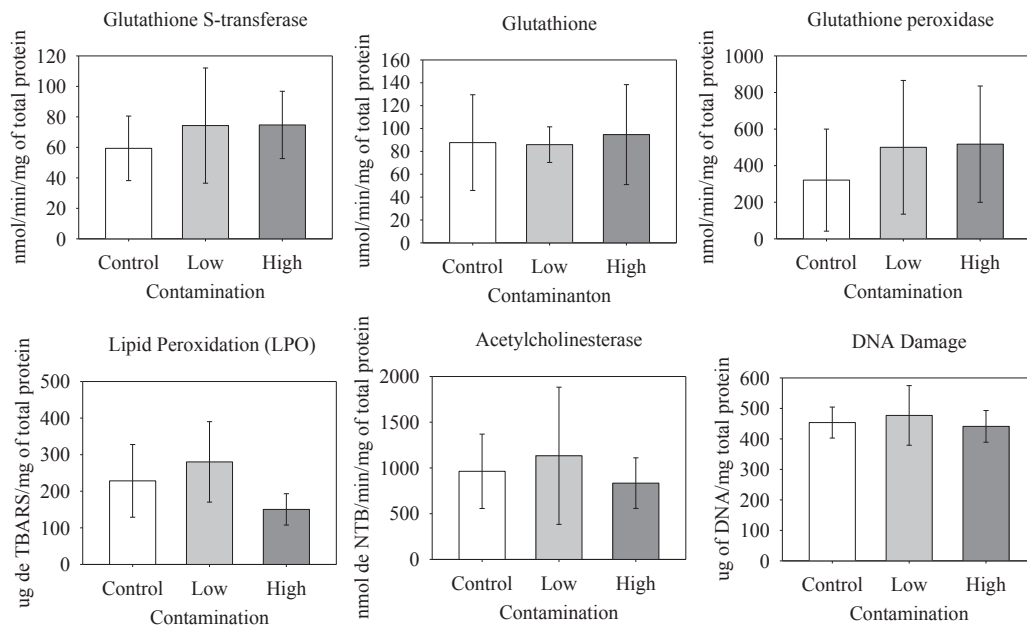 Glutathione S-transferase
nmol/min/mg of total protein
120
100
80
60
40
20
0
Control Low High
Contamination
Glutathione
umol/min/mg of total protein
160
140
120
100
80
60
40
20
0
Control Low High
Contaminanton
Glutathione peroxidase
nmol/min/mg of total protein
1000
800
600
400
200
0
Control Low High
Contamination
Lipid Peroxidation (LPO)
ug de TBARS/mg of total protein
500
400
300
200
100
0
Control Low High
Contamination
Acetylcholinesterase
nmol de NTB/min/mg of total protein
2000
1500
1000
500
0
Control Low High
Contamination
DNA Damage
ug of DNA/mg total protein
600
500
400
300
200
100
0
Control Low High
Contamination